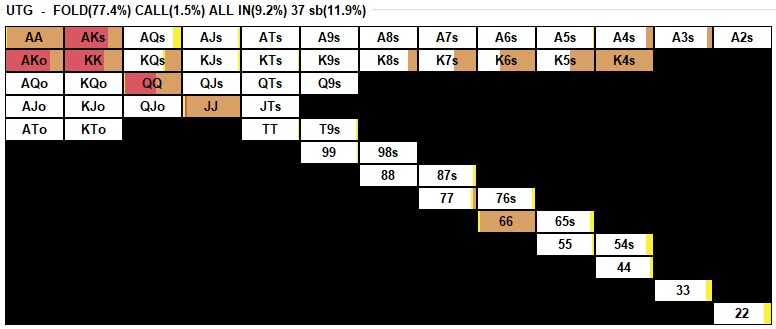 UTG - FOLD(77.4%) CALL(1.5%) ALL IN(9.2%) 37 sb(11.9%)
AA AKs AQs AJs ATs A9s A8s A7s A6s A5s A4s A3s A2s
AKo KK KQs KJs KTs K9s K8s K7s K6s K5s K4s
AQo KQo QQ QJs QTs Q9s
AJo KJo QJo JJ JTs
ATo KTo TT T9s
99 98s
88 87s
77 76s
66 65s
55 54s
44
33
22